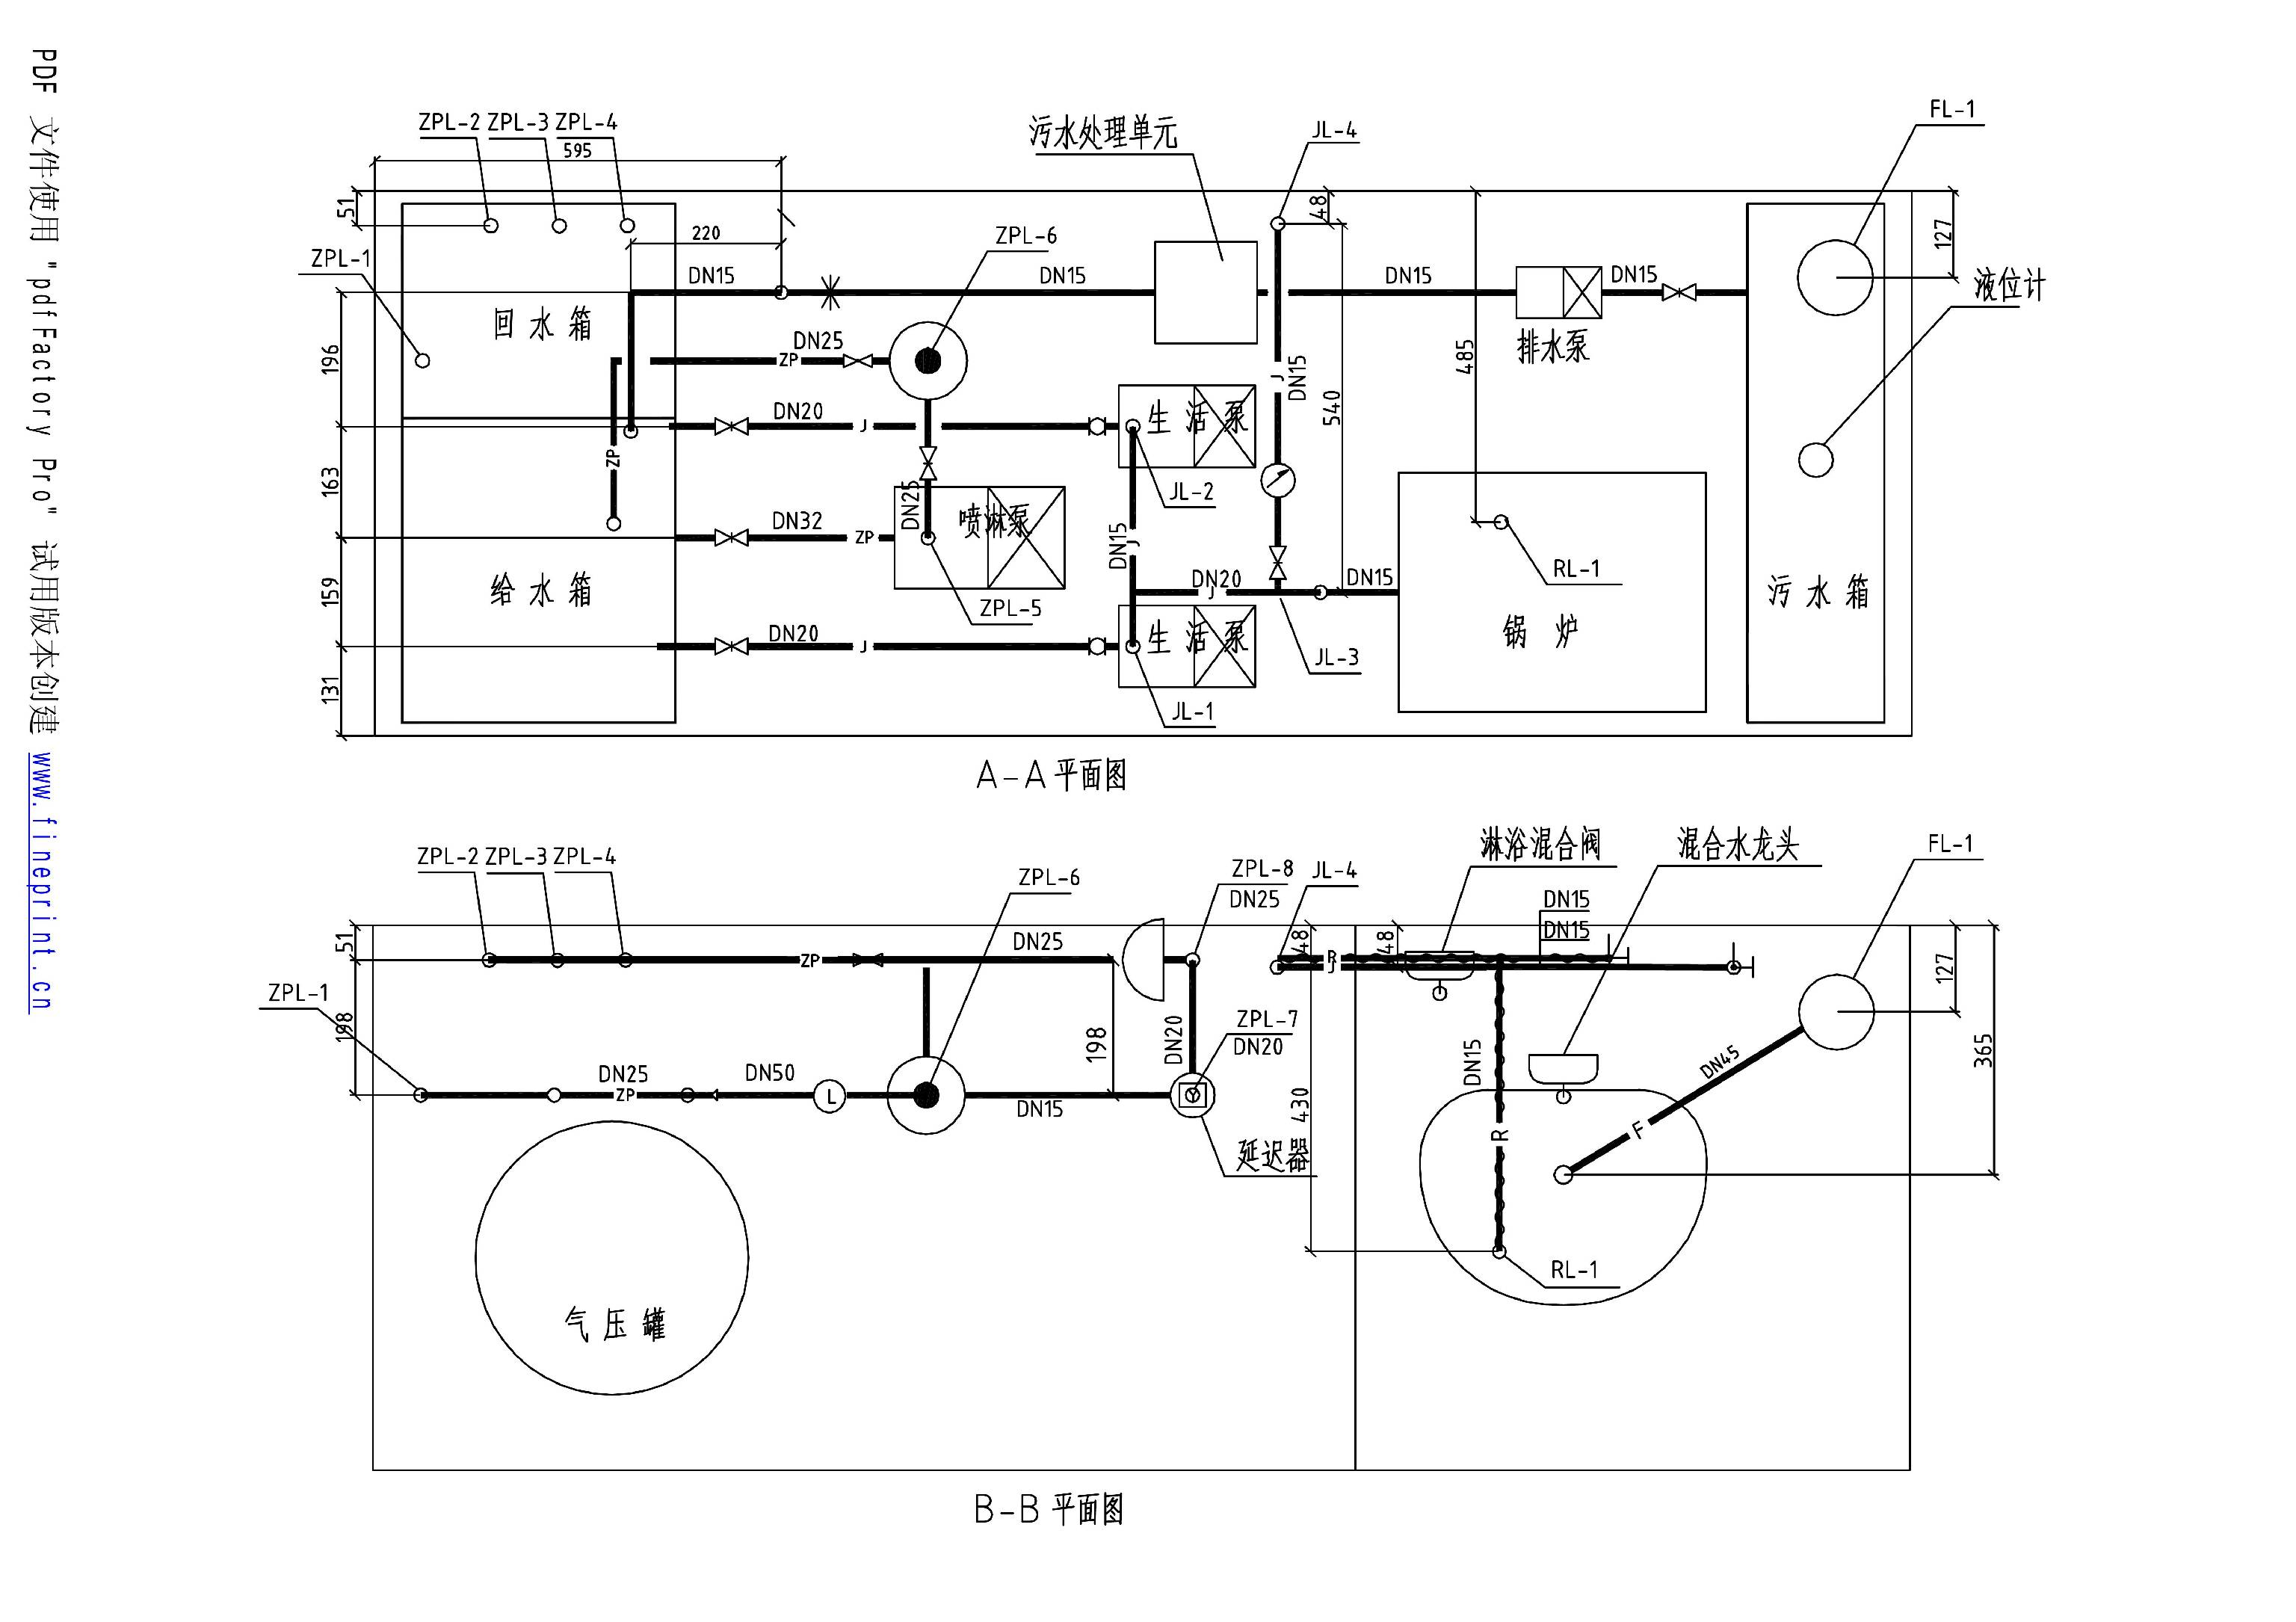 PDF 文件使用 "pdfFactory Pro" 试用版本创建 www.fineprint.cn
ZPL-2 ZPL-3 ZPL-4
595
污水处理单元
JL-4
FL-1
51
48
127
220
ZPL-6
ZPL-1
DN15
DN15
DN15
DN15
液位计
回水箱
DN25
ZP
排水泵
196
DN15
J
485
540
DN20
J
生活泵
163
ZP
DN25
JL-2
喷淋泵
DN32
ZP
DN15
J
RL-1
159
给水箱
ZPL-5
DN20
J
DN15
污水箱
DN20
J
生活泵
锅炉
131
JL-3
JL-1
A-A 平面图
淋浴混合阀
混合水龙头
FL-1
ZPL-2 ZPL-3 ZPL-4
ZPL-6
ZPL-8
DN25
JL-4
DN15
DN15
51
ZP
DN25
48
48
R
J
127
ZPL-1
198
198
DN20
ZPL-7
DN20
DN15
DN45
365
DN25
ZP
DN50
L
DN15
430
延迟器
R
F
RL-1
气压罐
B-B 平面图